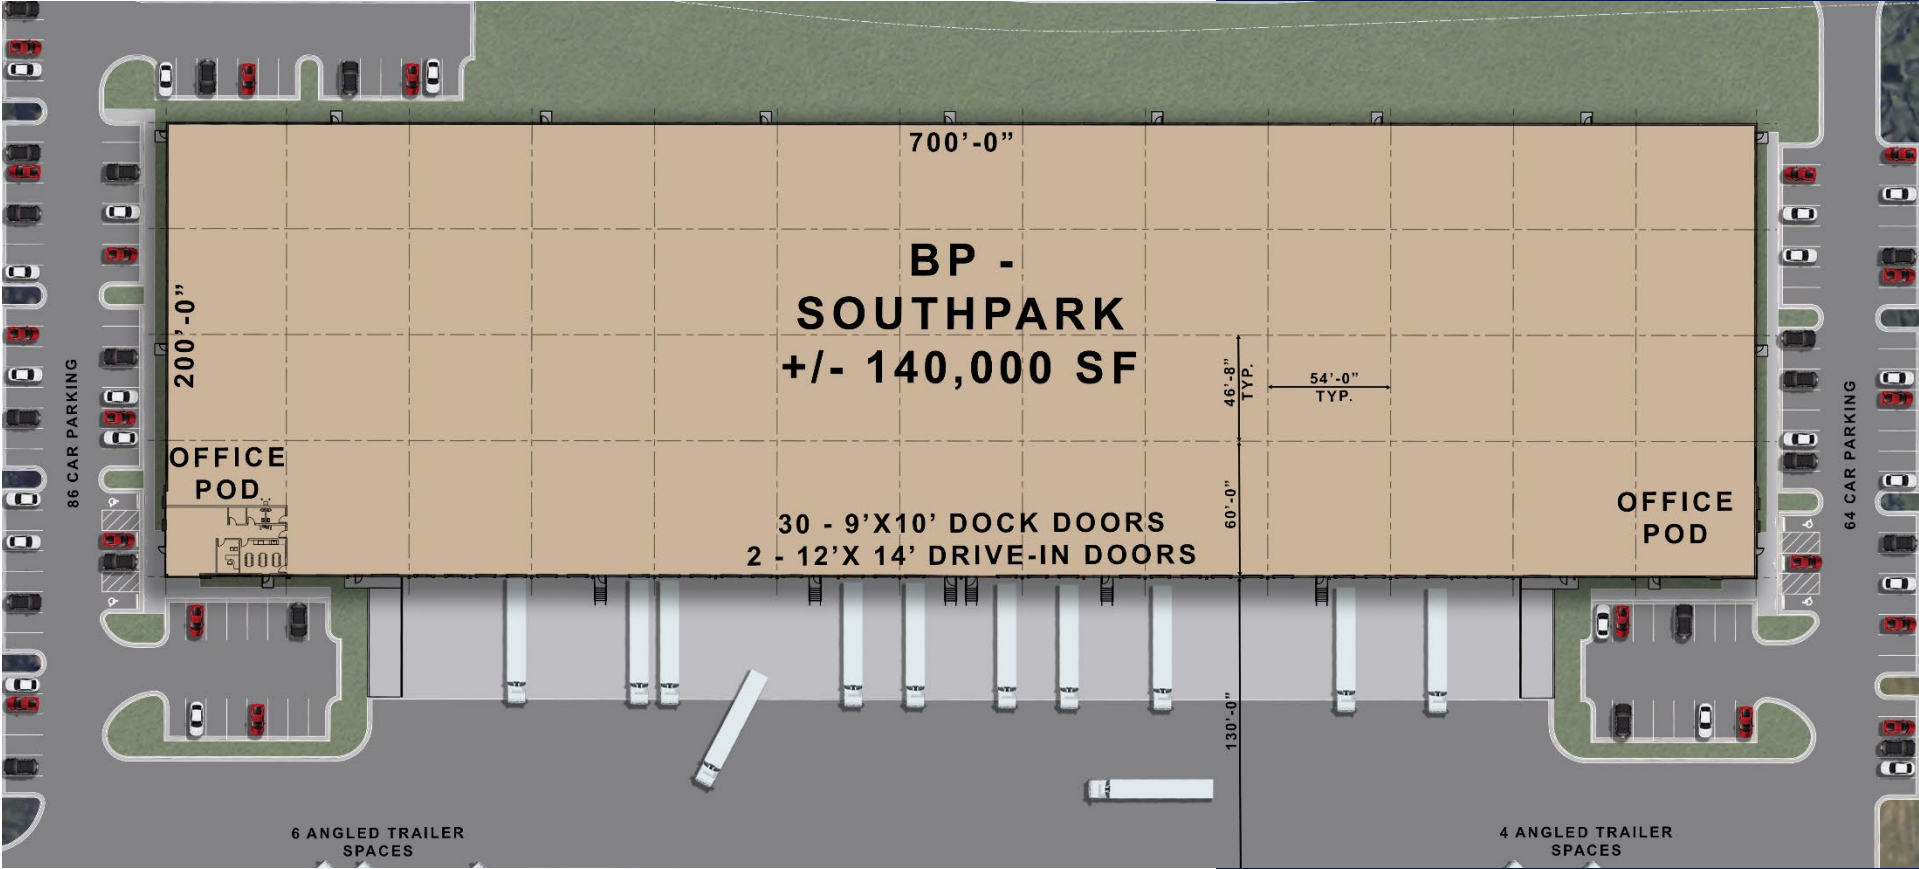 700'-0"
BP -
SOUTHPARK
+/- 140,000 SF
200'-0"
46'-8"
TYP.
54'-0"
TYP.
86 CAR PARKING
64 CAR PARKING
OFFICE
POD
60'-0"
OFFICE
POD
30 - 9'X10' DOCK DOORS
2 - 12'X 14' DRIVE-IN DOORS
130'-0"
6 ANGLED TRAILER
SPACES
4 ANGLED TRAILER
SPACES